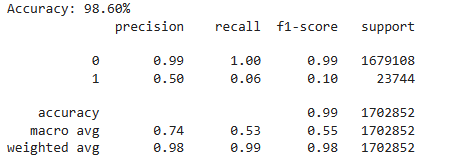 Accuracy: 98.60%
precision recall f1-score support
0 0.99 1.00 0.99 1679108
1 0.50 0.06 0.10 23744
accuracy 0.99 1702852
macro avg 0.74 0.53 0.55 1702852
weighted avg 0.98 0.99 0.98 1702852